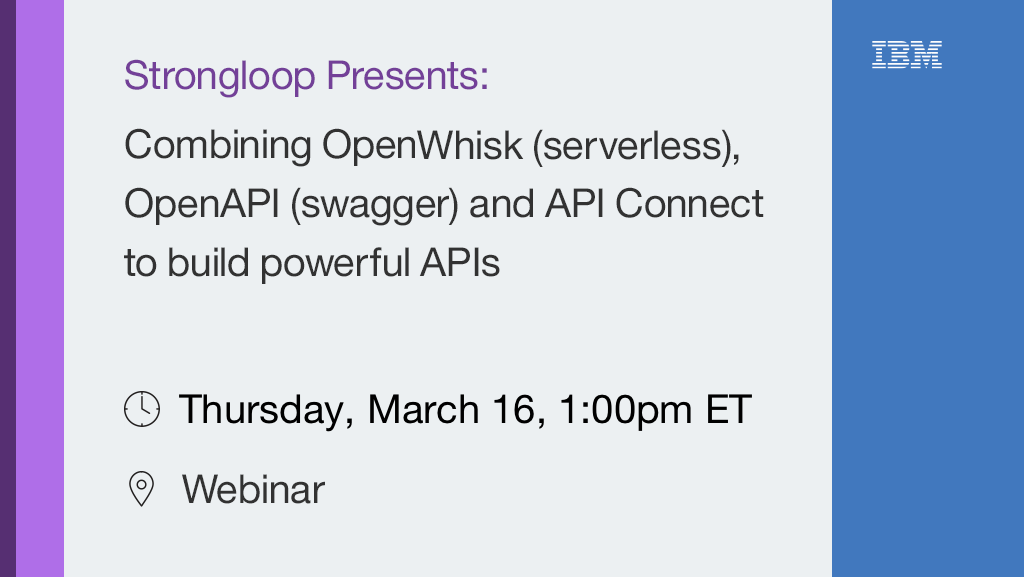 IBM
Strongloop Presents:
Combining OpenWhisk (serverless),
OpenAPI (swagger) and API Connect
to build powerful APIs
Thursday, March 16, 1:00pm ET
Webinar